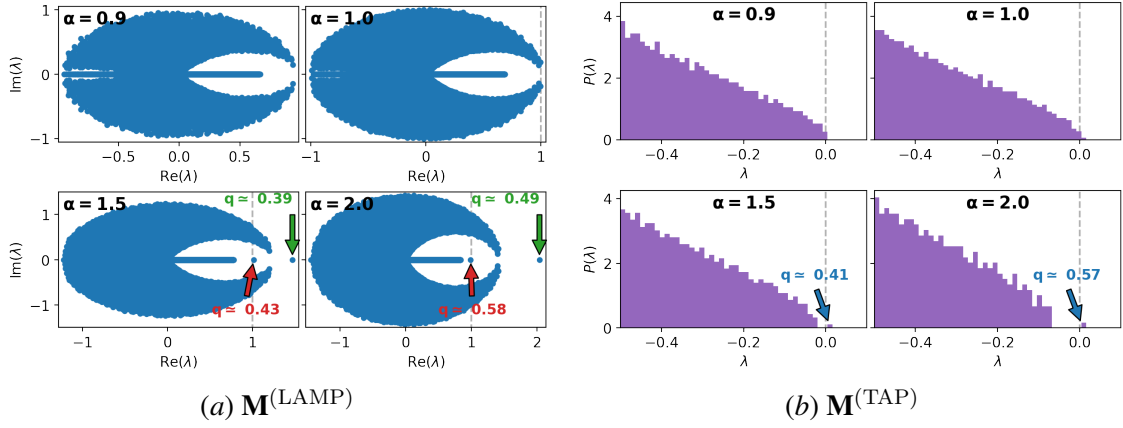 α = 0.9
α = 1.0
Im(λ)
1
0
−1
−0.5
0.0
0.5
Re(λ)
−1
0
1
Re(λ)
α = 1.5
q ≃ 0.39
q ≃ 0.43
α = 2.0
q ≃ 0.49
q ≃ 0.58
Im(λ)
1
0
−1
−1
0
1
Re(λ)
−1
0
1
2
Re(λ)
(a) M(LAMP)
α = 0.9
α = 1.0
P(λ)
4
2
0
−0.4
−0.2
0.0
λ
−0.4
−0.2
0.0
λ
α = 1.5
q ≃ 0.41
α = 2.0
q ≃ 0.57
P(λ)
4
2
0
−0.4
−0.2
0.0
λ
−0.4
−0.2
0.0
λ
(b) M(TAP)